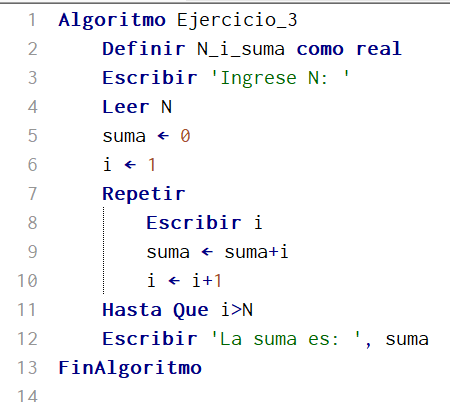 1 Algoritmo Ejercicio_3
2 Definir N_i_suma como real
3 Escribir 'Ingrese N: '
4 Leer N
5 suma ← 0
6 i ← 1
7 Repetir
8 Escribir i
9 suma ← suma+i
10 i ← i+1
11 Hasta Que i>N
12 Escribir 'La suma es: ', suma
13 FinAlgoritmo
14